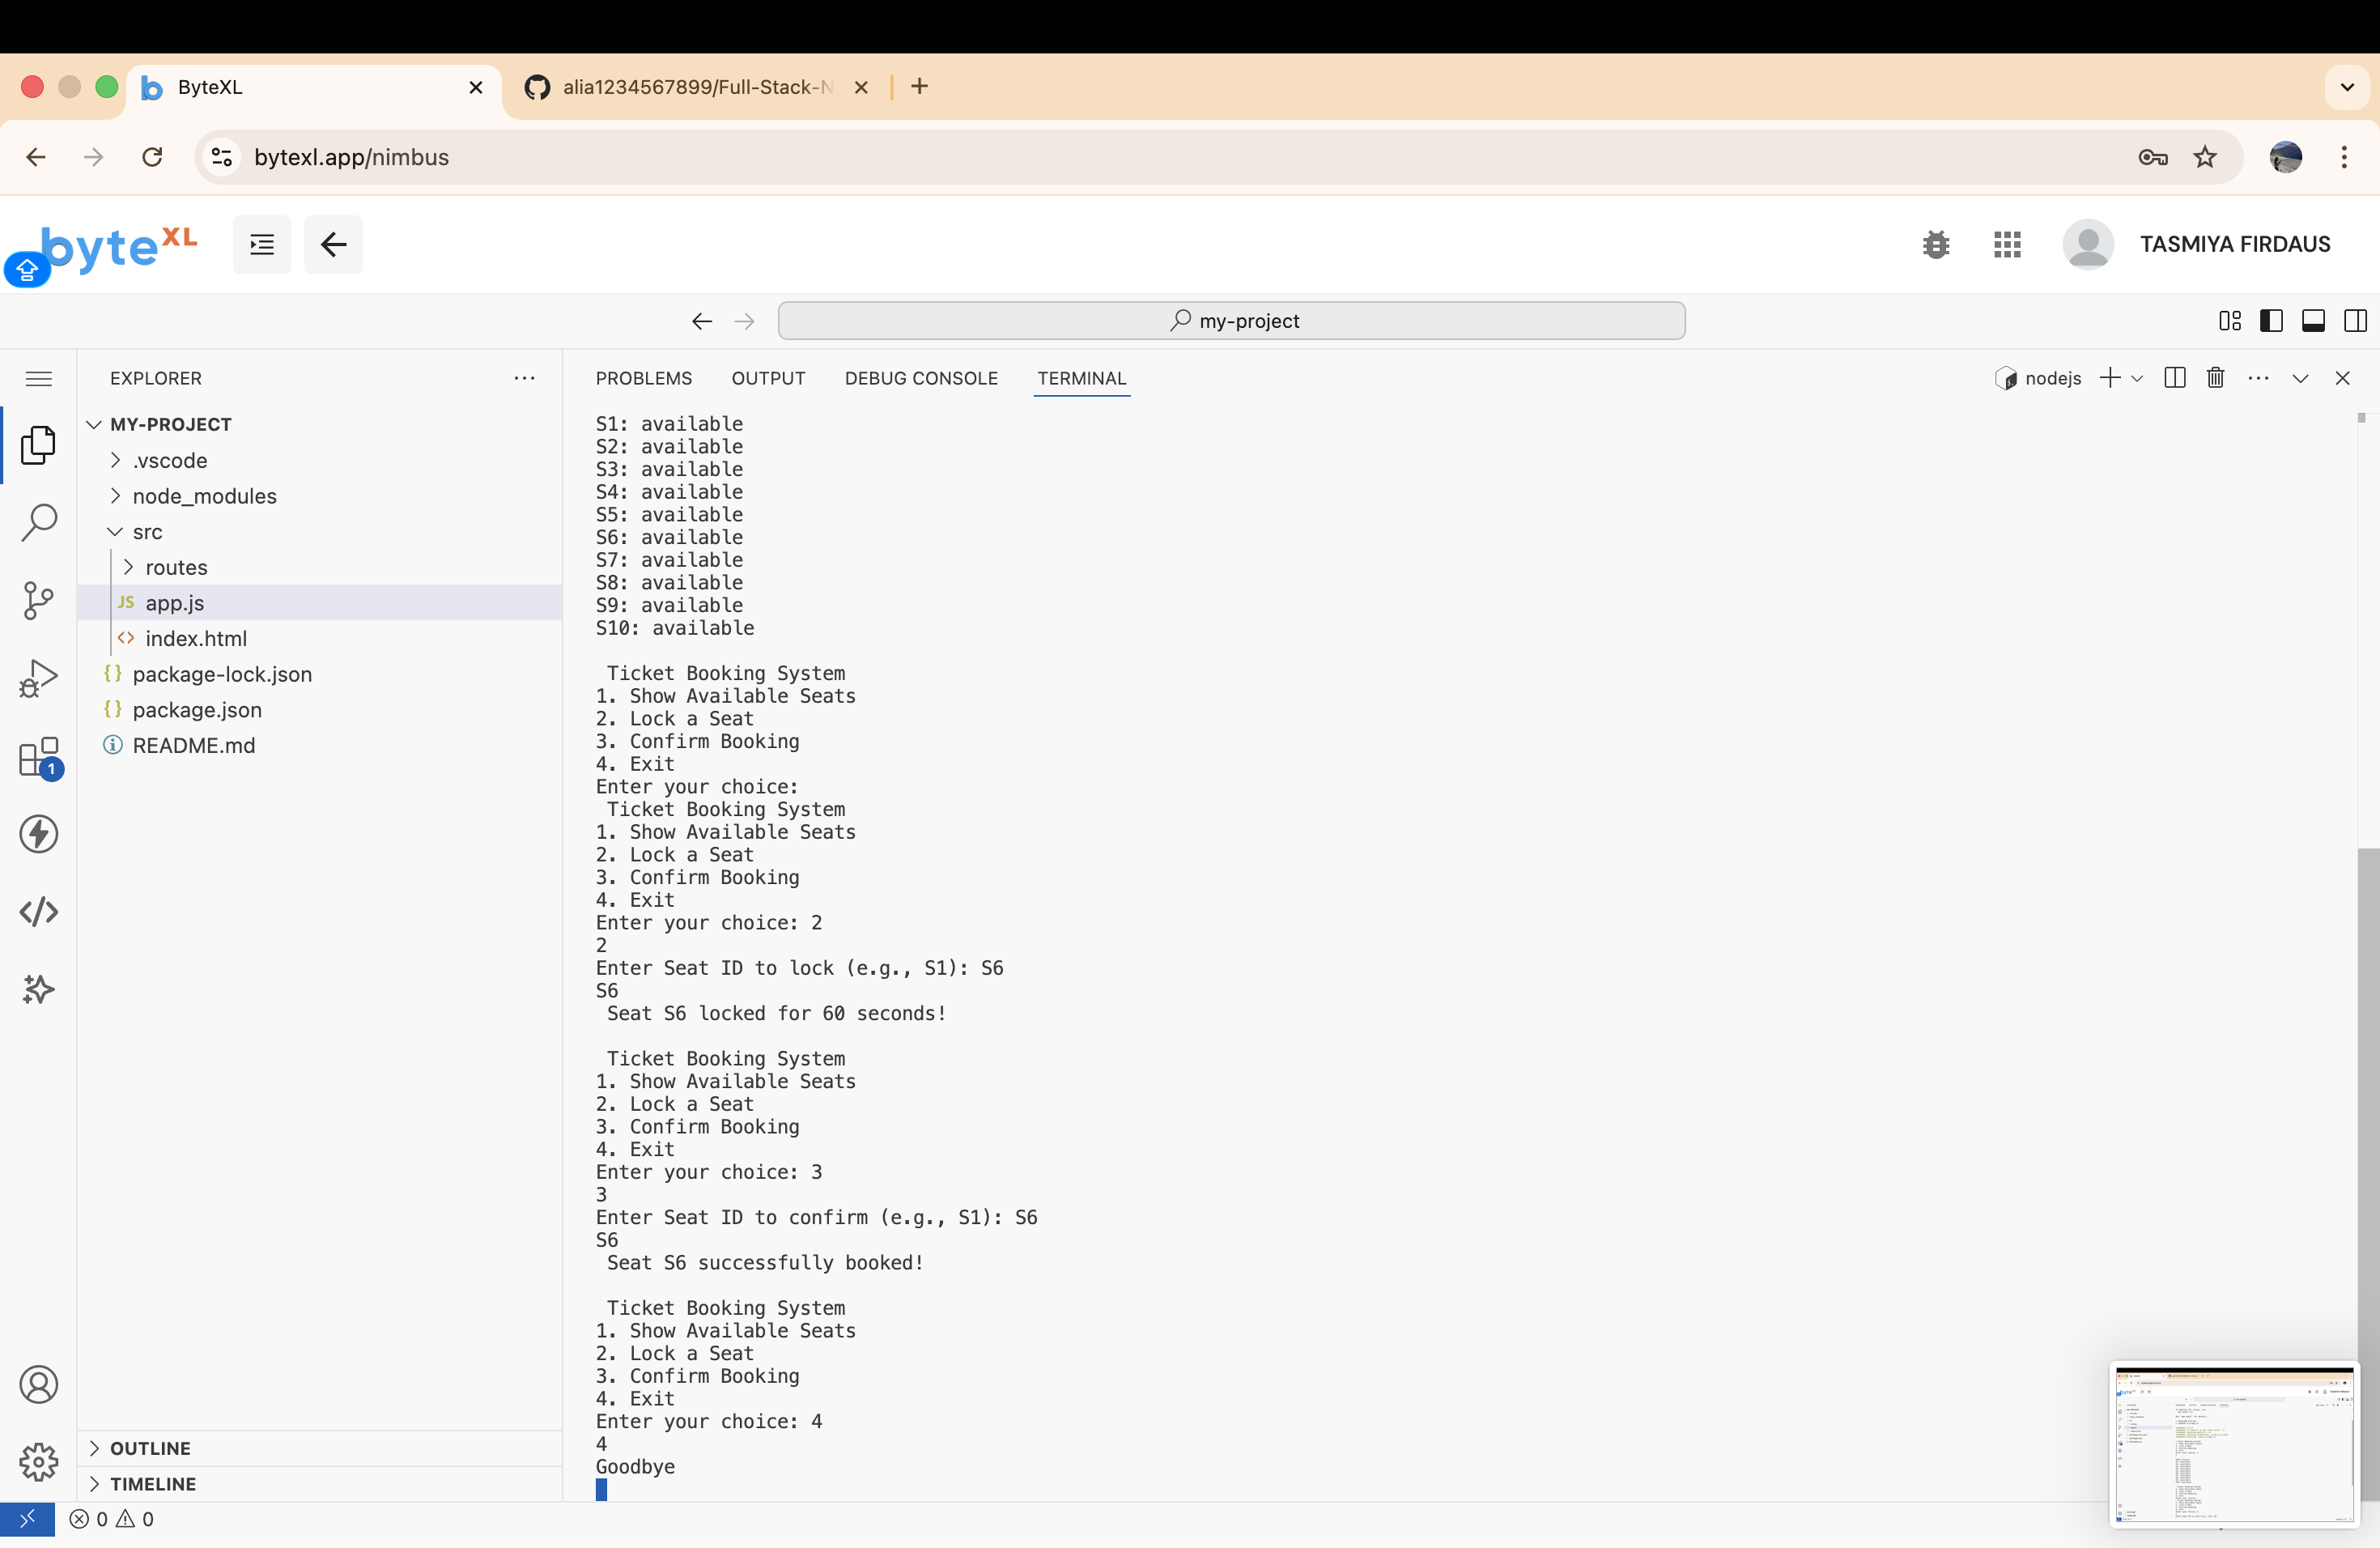 ByteXL
alia1234567899/Full-Stack-N
bytexl.app/nimbus
byteXL
TASMIYA FIRDAUS
my-project
EXPLORER
MY-PROJECT
.vscode
node_modules
src
routes
JS app.js
index.html
package-lock.json
package.json
README.md
1
OUTLINE
TIMELINE
PROBLEMS OUTPUT DEBUG CONSOLE TERMINAL
nodejs
S1: available
S2: available
S3: available
S4: available
S5: available
S6: available
S7: available
S8: available
S9: available
S10: available
Ticket Booking System
1. Show Available Seats
2. Lock a Seat
3. Confirm Booking
4. Exit
Enter your choice:
Ticket Booking System
1. Show Available Seats
2. Lock a Seat
3. Confirm Booking
4. Exit
Enter your choice: 2
2
Enter Seat ID to lock (e.g., S1): S6
S6
Seat S6 locked for 60 seconds!
Ticket Booking System
1. Show Available Seats
2. Lock a Seat
3. Confirm Booking
4. Exit
Enter your choice: 3
3
Enter Seat ID to confirm (e.g., S1): S6
S6
Seat S6 successfully booked!
Ticket Booking System
1. Show Available Seats
2. Lock a Seat
3. Confirm Booking
4. Exit
Enter your choice: 4
4
Goodbye
0 0